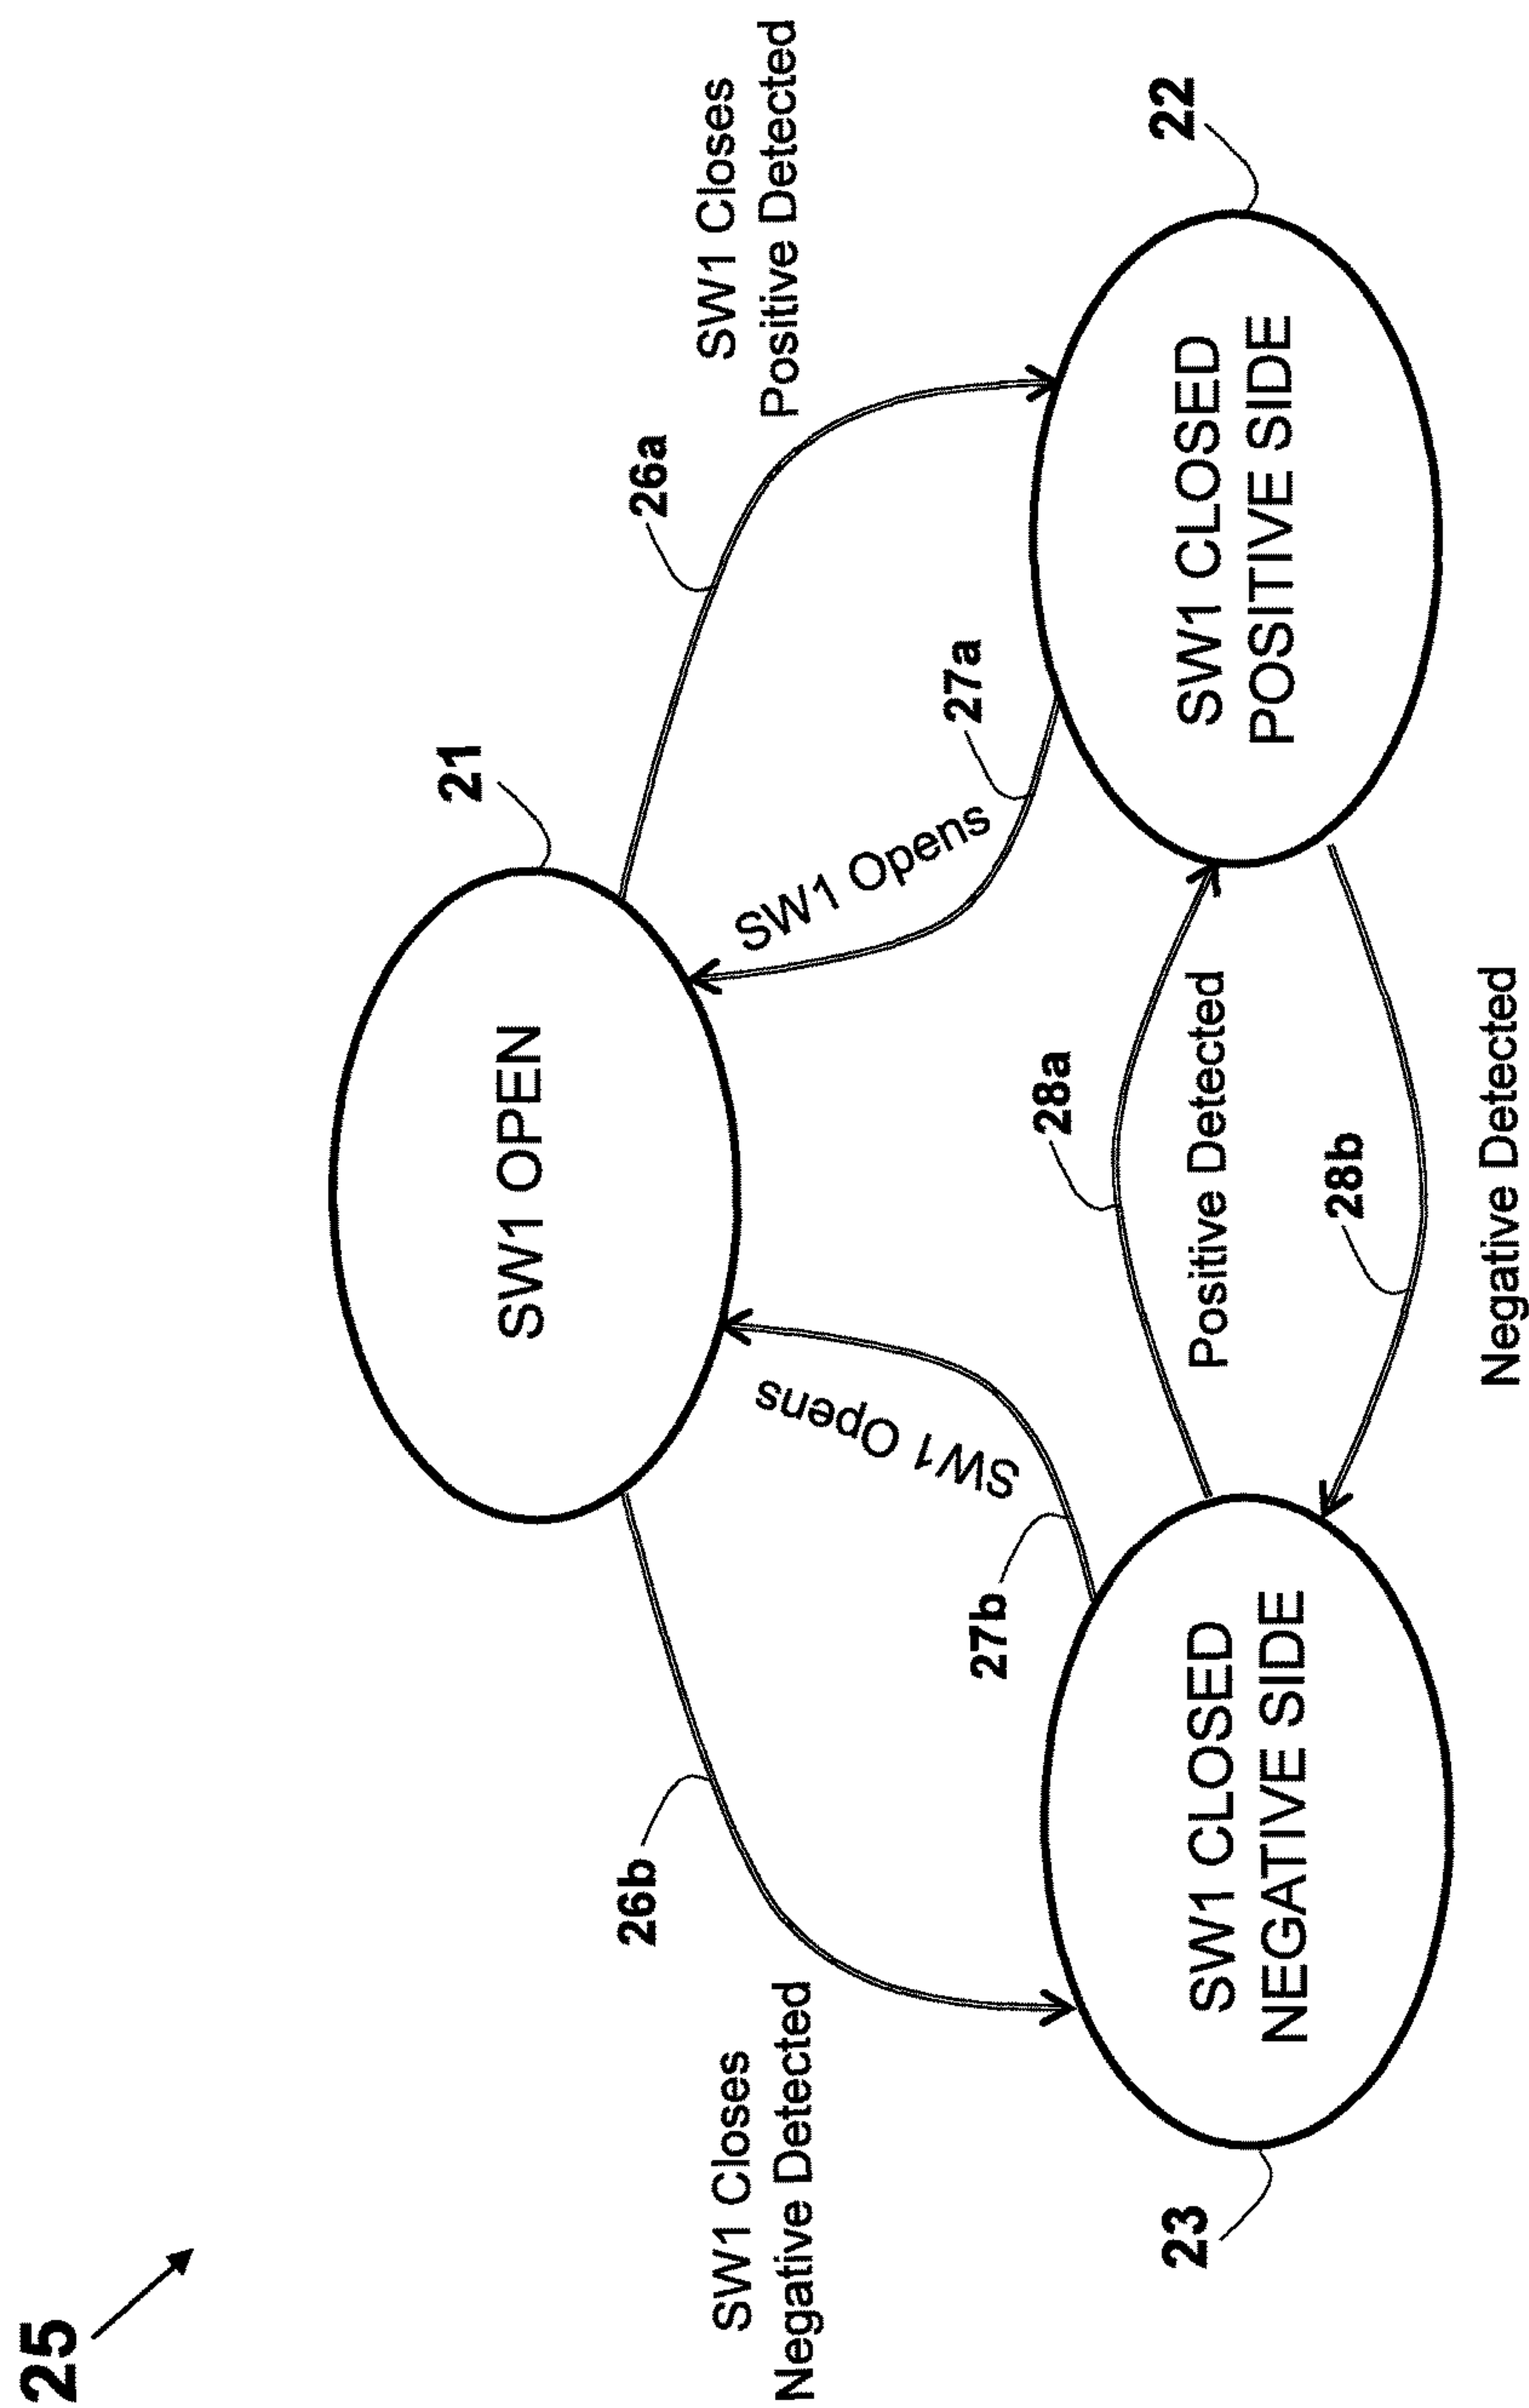 25
21
SW1 OPEN
26b
26a
SW1 Closes
Negative Detected
SW1 Closes
Positive Detected
SW1 Opens
SW1 Opens
27b
27a
28a
Positive Detected
23
SW1 CLOSED
NEGATIVE SIDE
22
SW1 CLOSED
POSITIVE SIDE
28b
Negative Detected